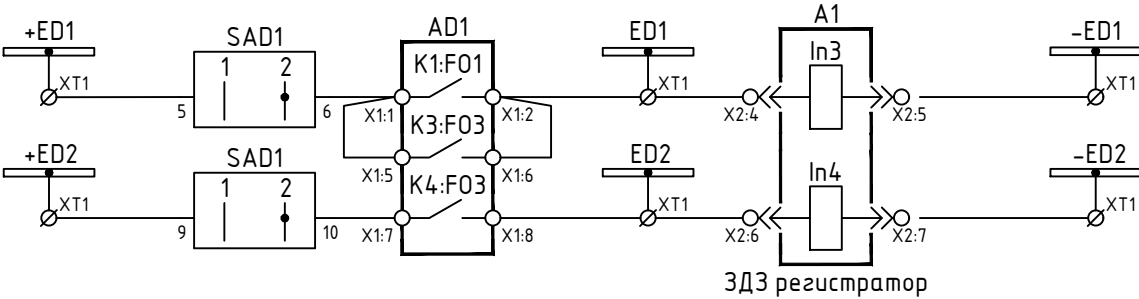 +ED1
SAD1
AD1
ED1
A1
-ED1
XT1
1 2
K1:F01
XT1
In3
XT1
5 6
X1:1
X1:2
X2:4
X2:5
K3:F03
+ED2
SAD1
X1:5
X1:6
ED2
-ED2
XT1
1 2
K4:F03
XT1
In4
XT1
9 10
X1:7
X1:8
X2:6
X2:7
ЗДЗ регистратор